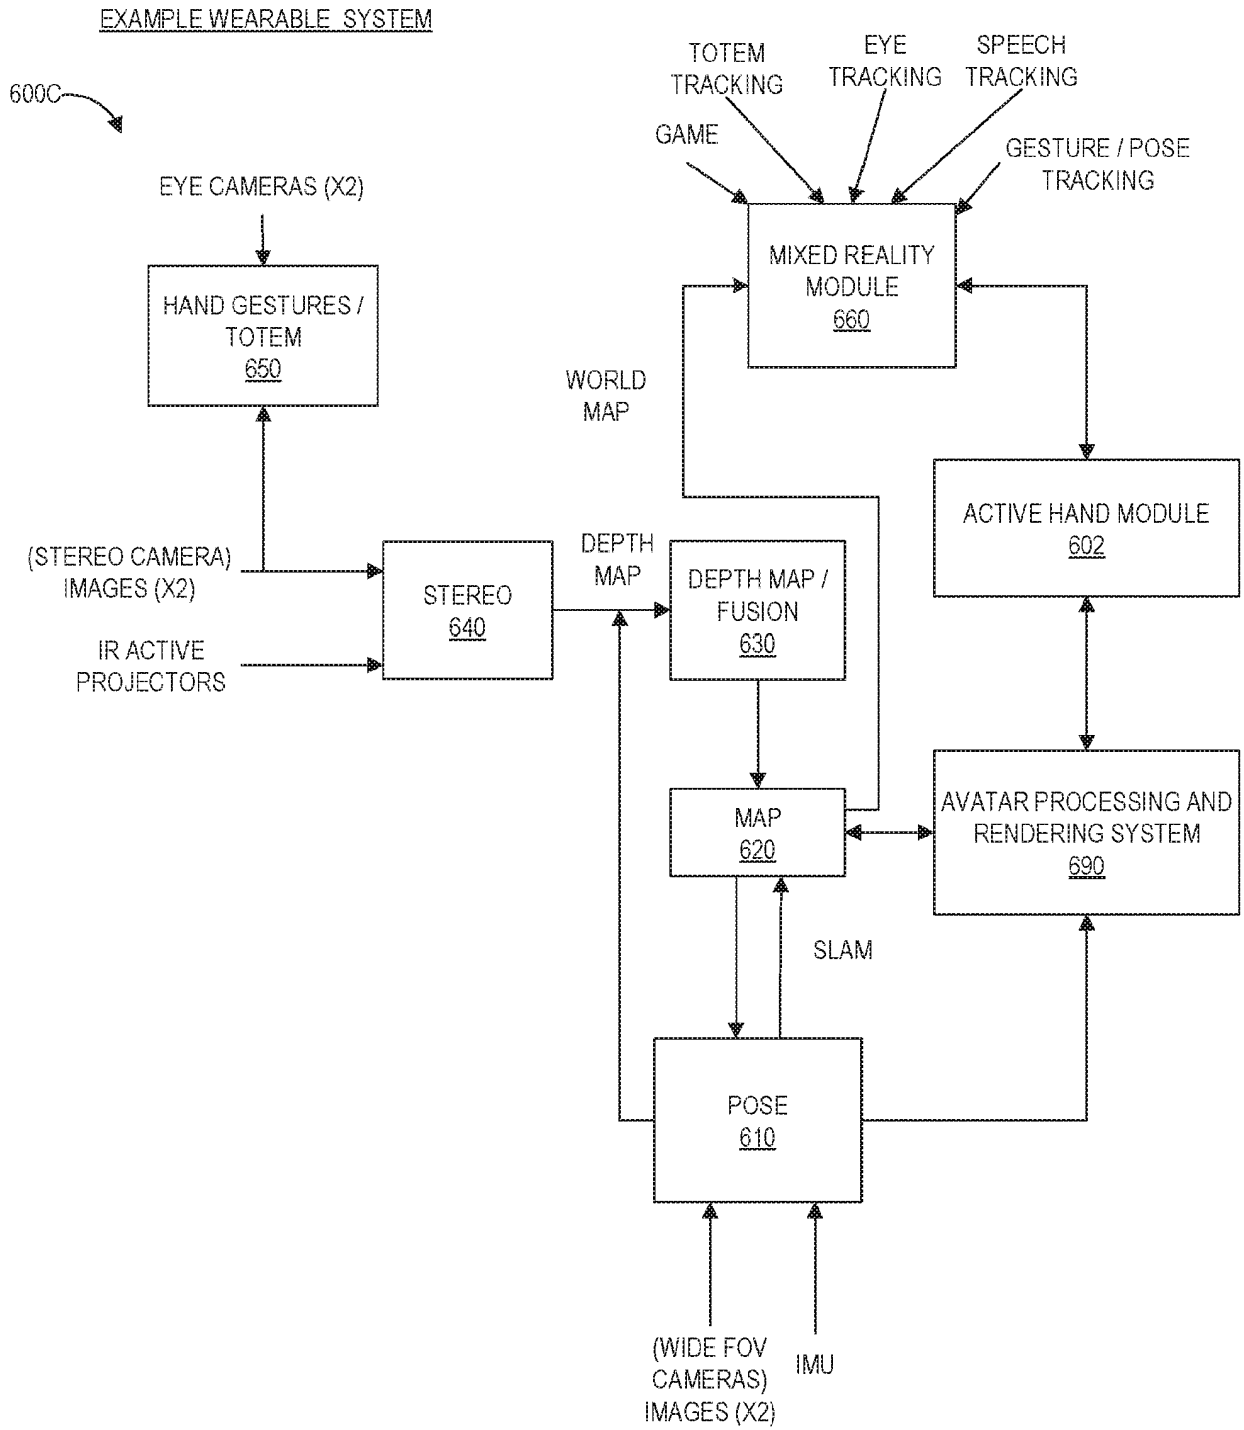 EXAMPLE WEARABLE SYSTEM
600C
TOTEM
TRACKING
EYE
TRACKING
SPEECH
TRACKING
GAME
GESTURE / POSE
TRACKING
EYE CAMERAS (X2)
MIXED REALITY
MODULE
660
HAND GESTURES /
TOTEM
650
WORLD
MAP
ACTIVE HAND MODULE
602
(STEREO CAMERA)
IMAGES (X2)
DEPTH
MAP
STEREO
640
DEPTH MAP /
FUSION
630
IR ACTIVE
PROJECTORS
MAP
620
AVATAR PROCESSING AND
RENDERING SYSTEM
690
SLAM
POSE
610
(WIDE FOV
CAMERAS)
IMAGES (X2)
IMU